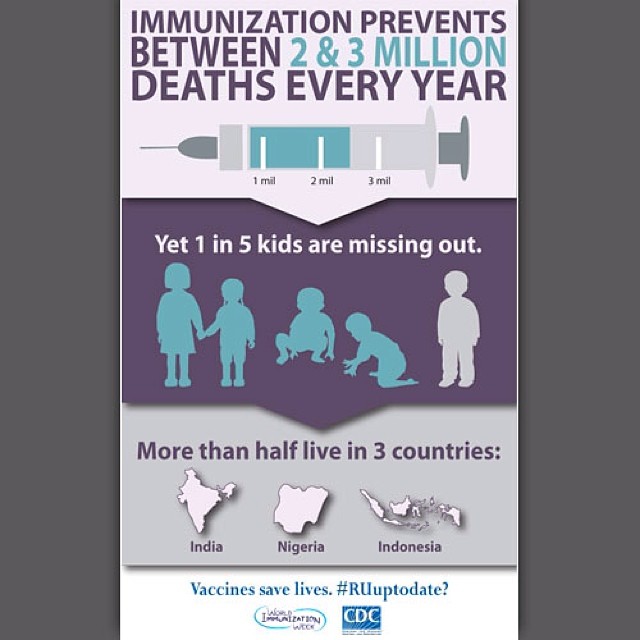 IMMUNIZATION PREVENTS
BETWEEN 2 & 3 MILLION
DEATHS EVERY YEAR
1 mil 2 mil 3 mil
Yet 1 in 5 kids are missing out.
More than half live in 3 countries:
India Nigeria Indonesia
Vaccines save lives. #RUuptodate?
WORLD
IMMUNIZATION
WEEK
CDC